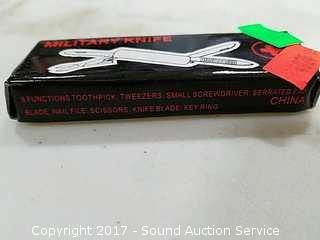 MILITARY KNIFE
9 FUNCTIONS TOOTHPICK, TWEEZERS, SMALL SCREWDRIVER, SERRATED
BLADE, NAIL FILE, SCISSORS, KNIFE BLADE, KEY RING
CHINA
Copyright 2017 - Sound Auction Service